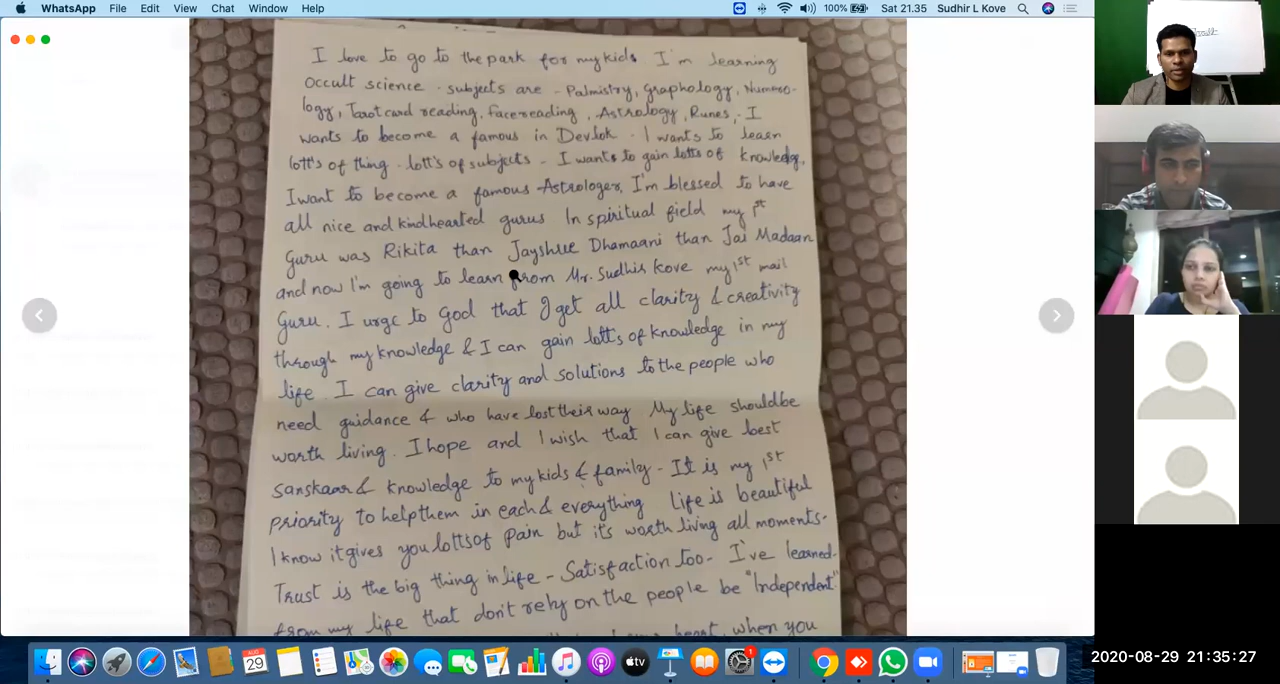 WhatsApp File Edit View Chat Window Help 100% Sat 21.35 Sudhir L Kove
I love to go to the park for my kids. I'm learning
Occult science. subjects are - Palmistry, Graphology, Numero-
logy, Tarot card reading, Face reading, Astrology, Runes, - I
wants to become a famous in Devlok. I wants to learn
lott's of thing. lott's of subjects - I wants to gain lotts of knowledg,
I want to become a famous Astrologer, I'm blessed to have
all nice and kindhearted gurus In spiritual field my 1st
Guru was Rikita than Jayshree Dhamaani than Jai Madaan
and now I'm going to learn from Mr. Sudhir Kove my 1st mail
Guru. I urge to God that I get all clarity & creativity
through my knowledge & I can gain lott's of knowledge in my
life. I can give clarity and solutions to the people who
need guidance & who have lost their way My life should be
worth living. I hope and I wish that I can give best
Sanskaar & knowledge to my kids & family - It is my 1st
priority to help them in each & everything Life is beautiful
I know it gives you lotts of pain but it's worth living all moments.
Trust is the big thing in life - Satisfaction too - I've learned
from my life that don't rely on the people be "Independent"
heart, when you
AUG
29
tv
1
2020-08-29 21:35:27